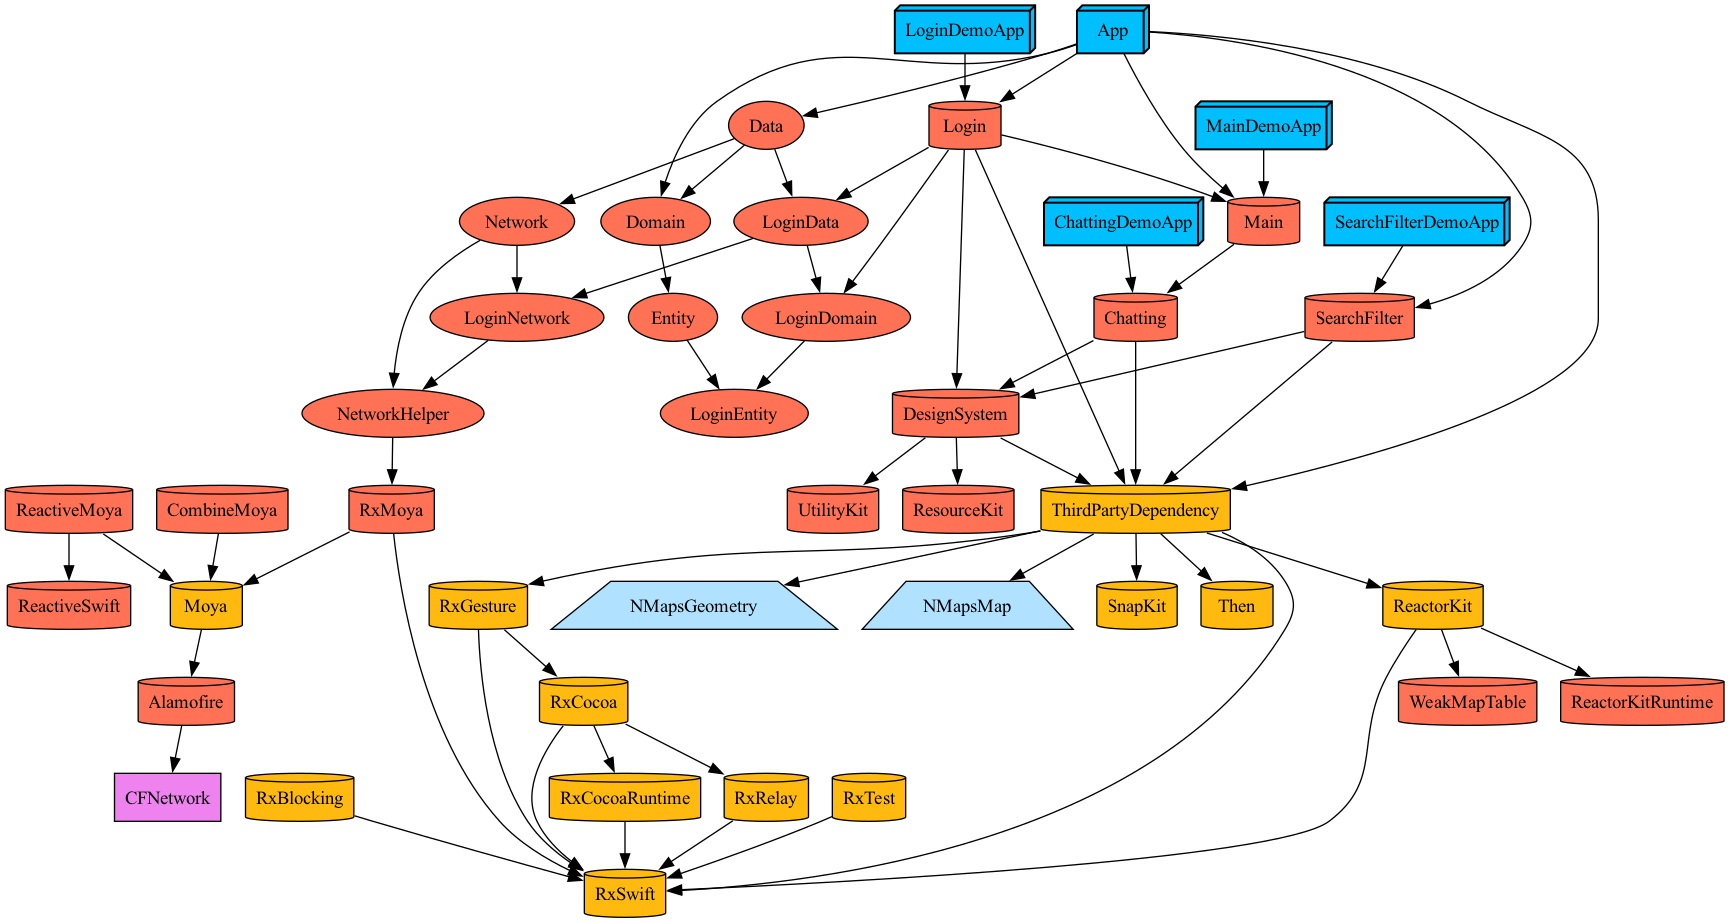 LoginDemoApp
App
Data
Login
MainDemoApp
Network
Domain
LoginData
ChattingDemoApp
Main
SearchFilterDemoApp
LoginNetwork
Entity
LoginDomain
Chatting
SearchFilter
NetworkHelper
LoginEntity
DesignSystem
ReactiveMoya
CombineMoya
RxMoya
UtilityKit
ResourceKit
ThirdPartyDependency
ReactiveSwift
Moya
RxGesture
NMapsGeometry
NMapsMap
SnapKit
Then
ReactorKit
Alamofire
RxCocoa
WeakMapTable
ReactorKitRuntime
CFNetwork
RxBlocking
RxCocoaRuntime
RxRelay
RxTest
RxSwift